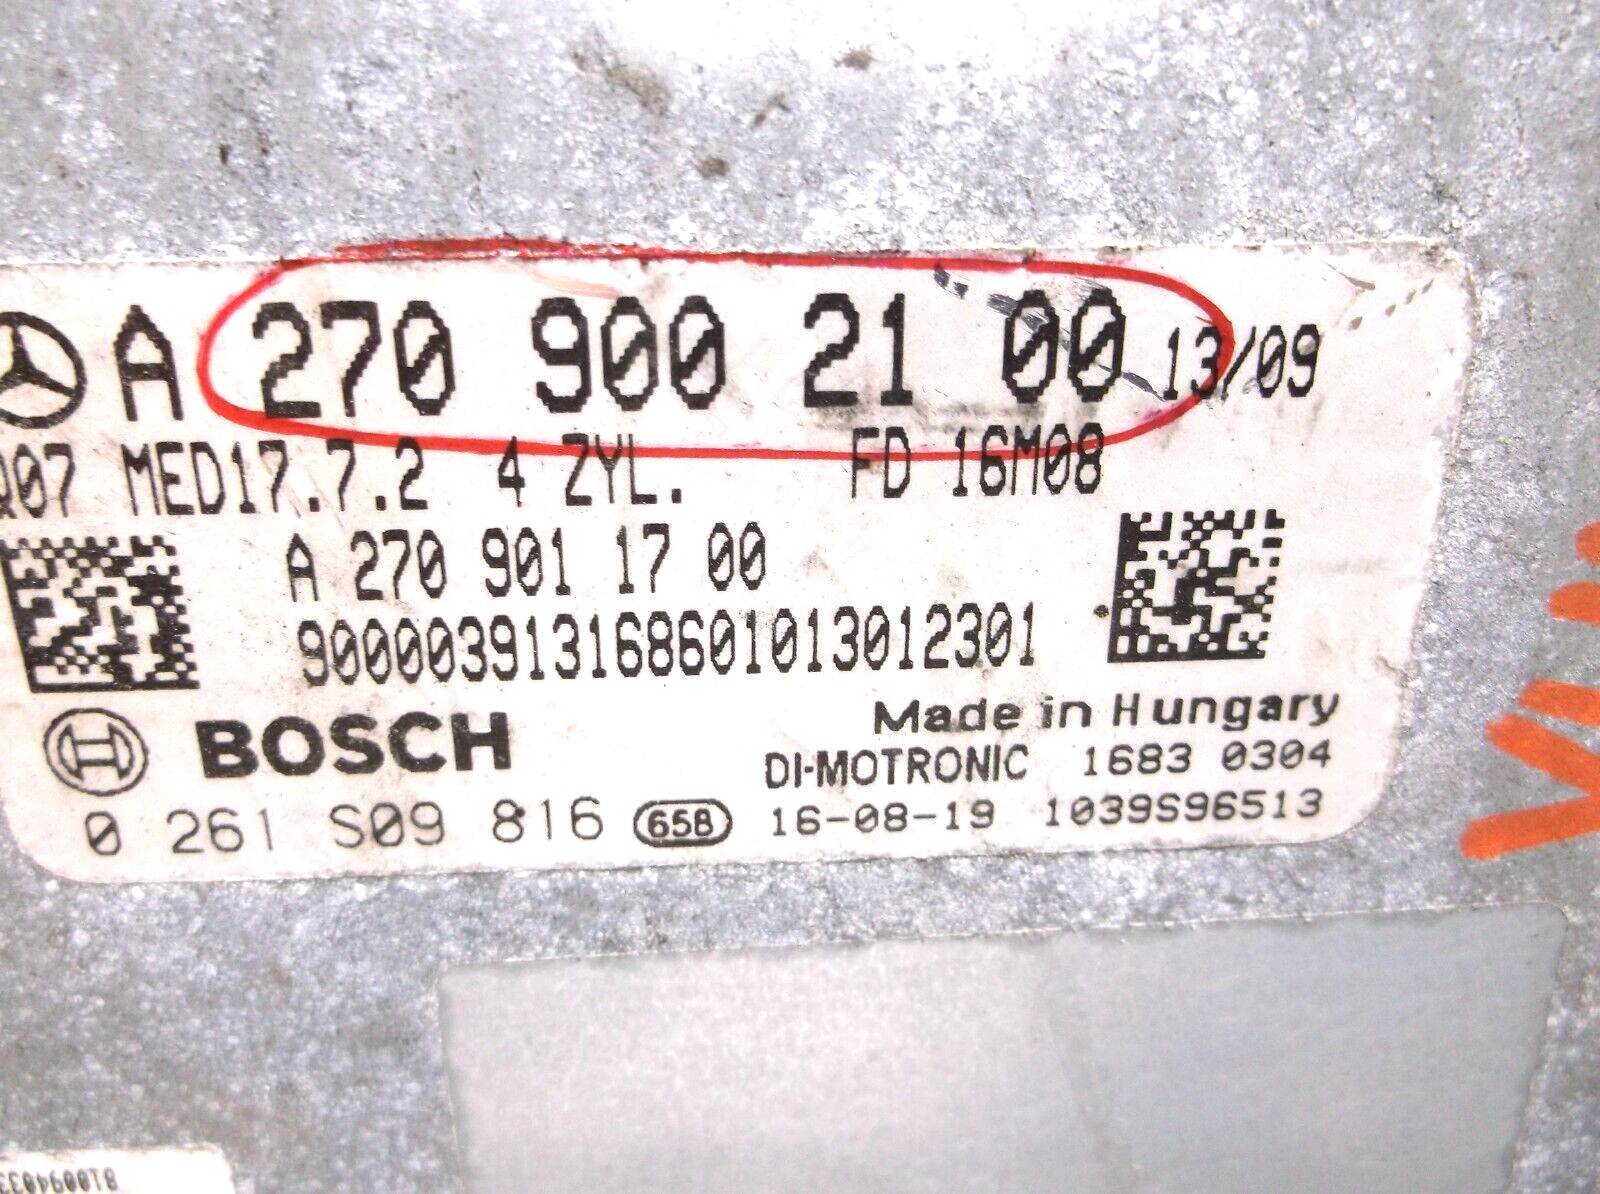 A 270 900 21 00 13/09
Q07 MED17.7.2 4 ZYL. FD 16M08
A 270 901 17 00
900003913168601013012301
BOSCH
Made in Hungary
DI-MOTRONIC 1683 0304
0 261 S09 816 658 16-08-19 1039S96513